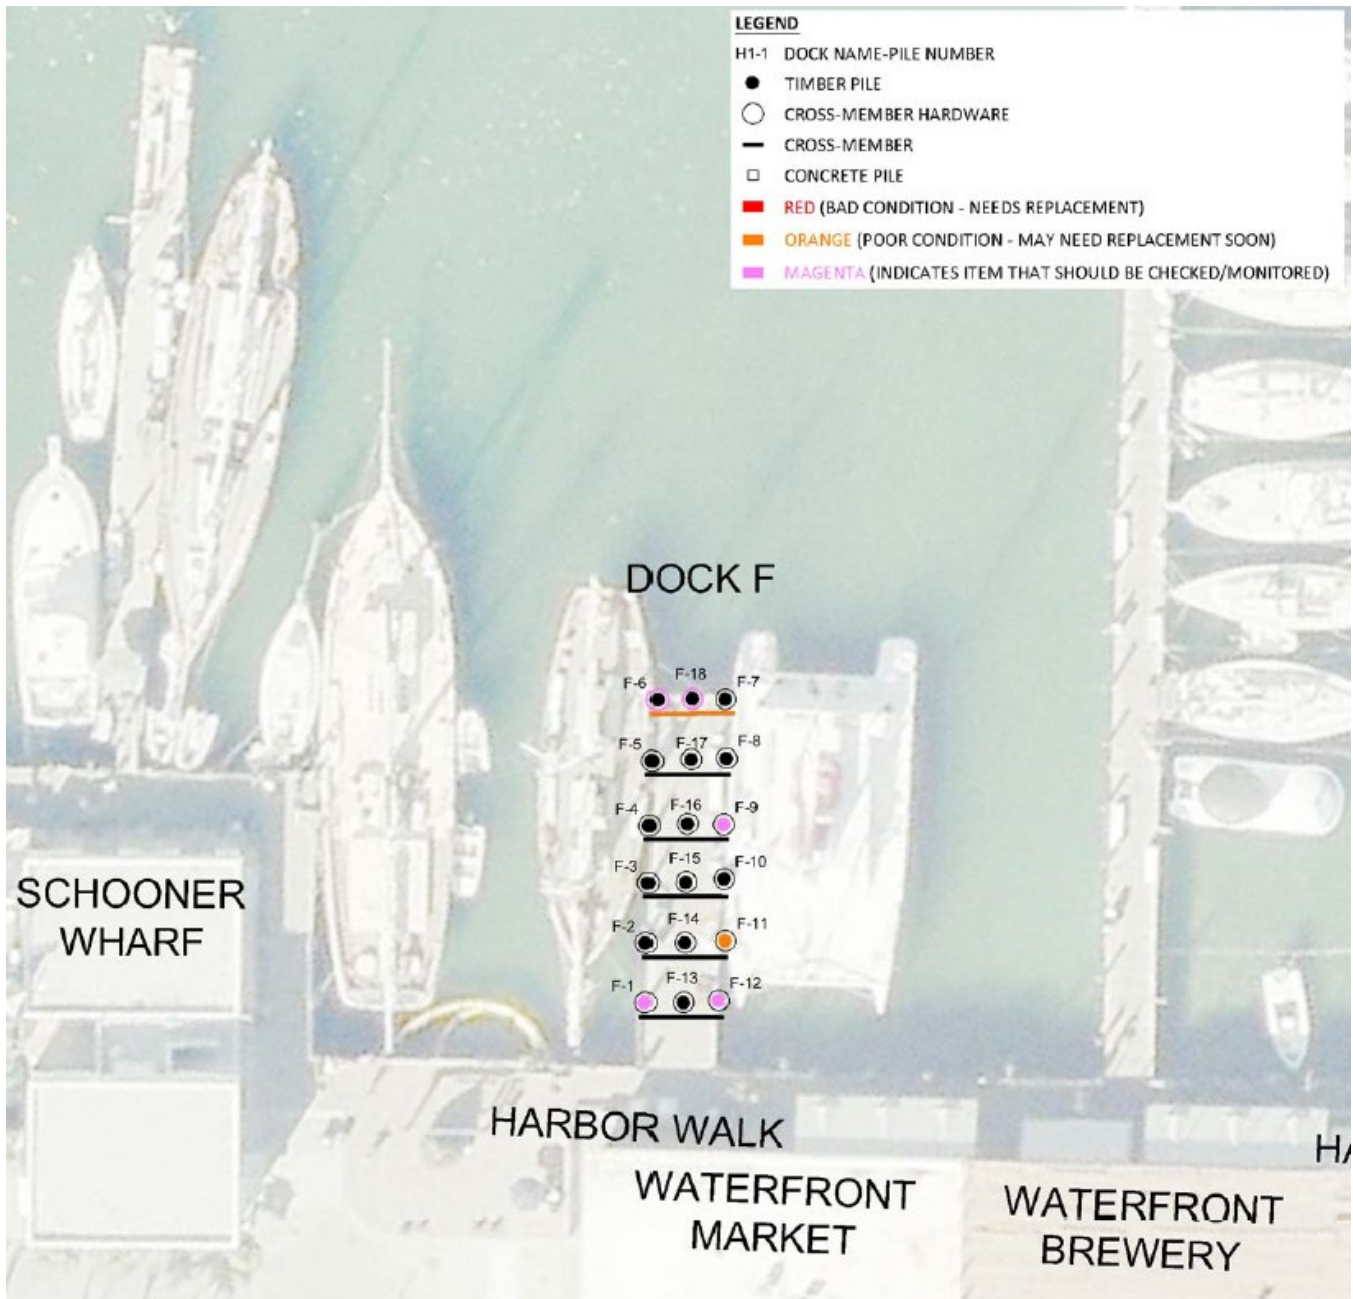 LEGEND
H1-1 DOCK NAME-PILE NUMBER
TIMBER PILE
CROSS-MEMBER HARDWARE
CROSS-MEMBER
CONCRETE PILE
RED (BAD CONDITION - NEEDS REPLACEMENT)
ORANGE (POOR CONDITION - MAY NEED REPLACEMENT SOON)
MAGENTA (INDICATES ITEM THAT SHOULD BE CHECKED/MONITORED)
DOCK F
F-6 F-18 F-7
F-5 F-17 F-8
F-4 F-16 F-9
F-3 F-15 F-10
F-2 F-14 F-11
F-1 F-13 F-12
SCHOONER
WHARF
HARBOR WALK
HA
WATERFRONT
MARKET
WATERFRONT
BREWERY